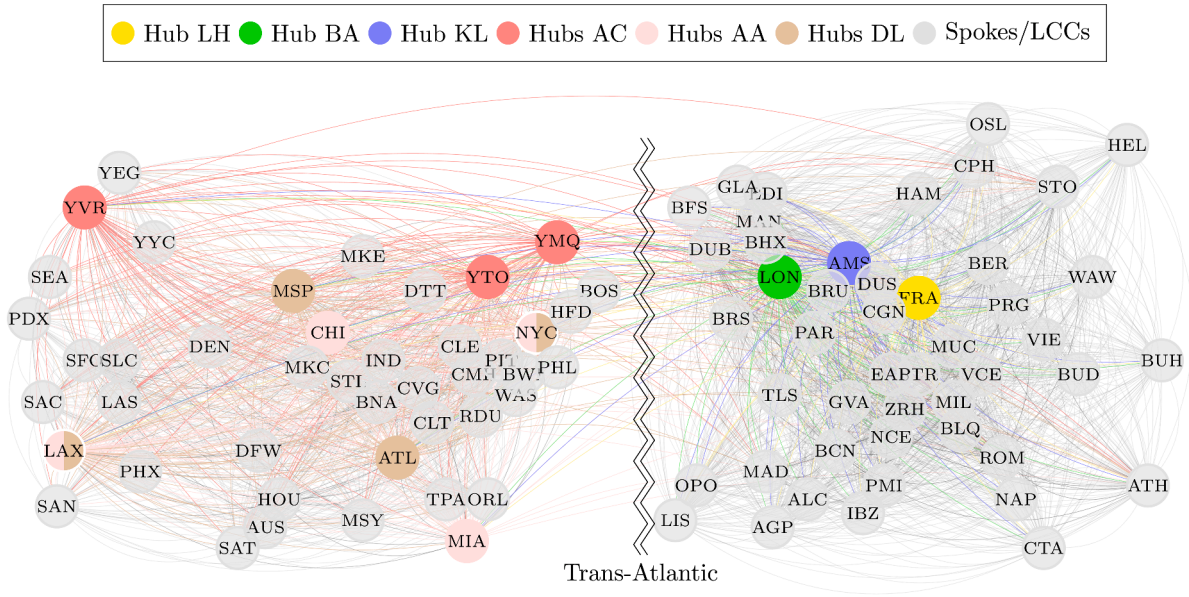 Hub LH Hub BA Hub KL Hubs AC Hubs AA Hubs DL Spokes/LCCs
OSL
HEL
CPH
YEG
GLA EDI HAM STO
YVR BFS
MAN
YYC YMQ DUB BHX
MKE
SEA YTO LON AMS BER WAW
MSP DTT BOS BRU DUS
FRA
PDX HFD BRS CGN PRG
CHI NYC PAR
DEN CLE MUC VIE
SFO SLC MKC IND PIT BUH
STL CMH BWI PHL EAP TR VCE BUD
SAC LAS BNA CVG WAS TLS GVA ZRH MIL
CLT RDU BLQ
LAX DFW ATL BCN NCE ROM
PHX MAD
SAN HOU TPA ORL OPO ALC PMI NAP ATH
AUS MSY LIS AGP IBZ
SAT MIA CTA
Trans-Atlantic